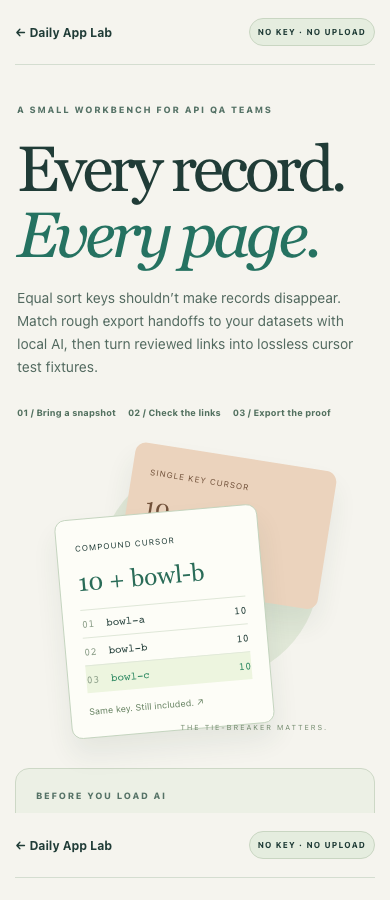 ← Daily App Lab
NO KEY · NO UPLOAD
A SMALL WORKBENCH FOR API QA TEAMS
Every record.
Every page.
Equal sort keys shouldn’t make records disappear.
Match rough export handoffs to your datasets with
local AI, then turn reviewed links into lossless cursor
test fixtures.
01 / Bring a snapshot 02 / Check the links 03 / Export the proof
SINGLE KEY CURSOR
10
COMPOUND CURSOR
10 + bowl-b
01 bowl-a 10
02 bowl-b 10
03 bowl-c 10
Same key. Still included. ↗
THE TIE-BREAKER MATTERS.
BEFORE YOU LOAD AI
← Daily App Lab
NO KEY · NO UPLOAD